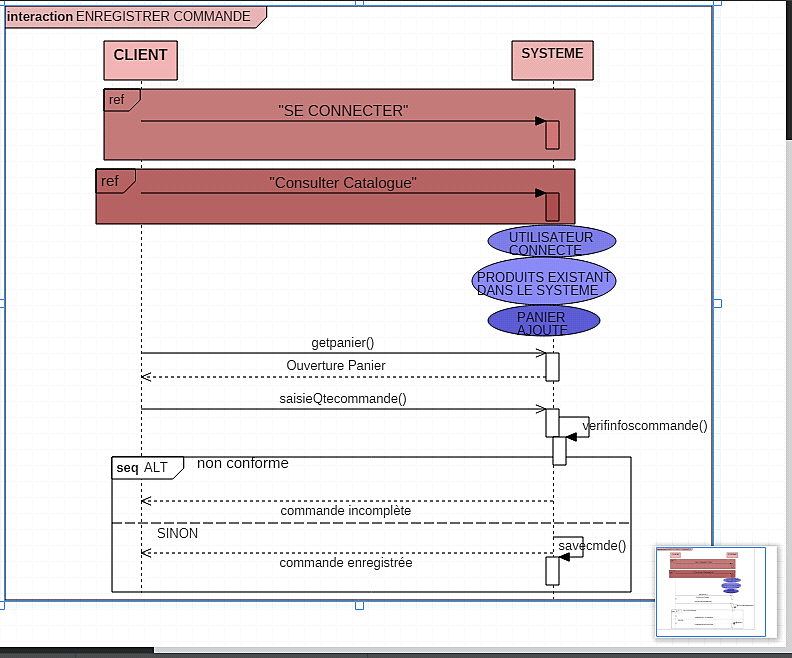 interaction ENREGISTRER COMMANDE
CLIENT
SYSTEME
ref
"SE CONNECTER"
ref
"Consulter Catalogue"
UTILISATEUR
CONNECTE
PRODUITS EXISTANT
DANS LE SYSTEME
PANIER
AJOUTE
getpanier()
Ouverture Panier
saisieQtecommande()
verifinfoscommande()
seq ALT
non conforme
commande incomplète
SINON
savecmde()
commande enregistrée